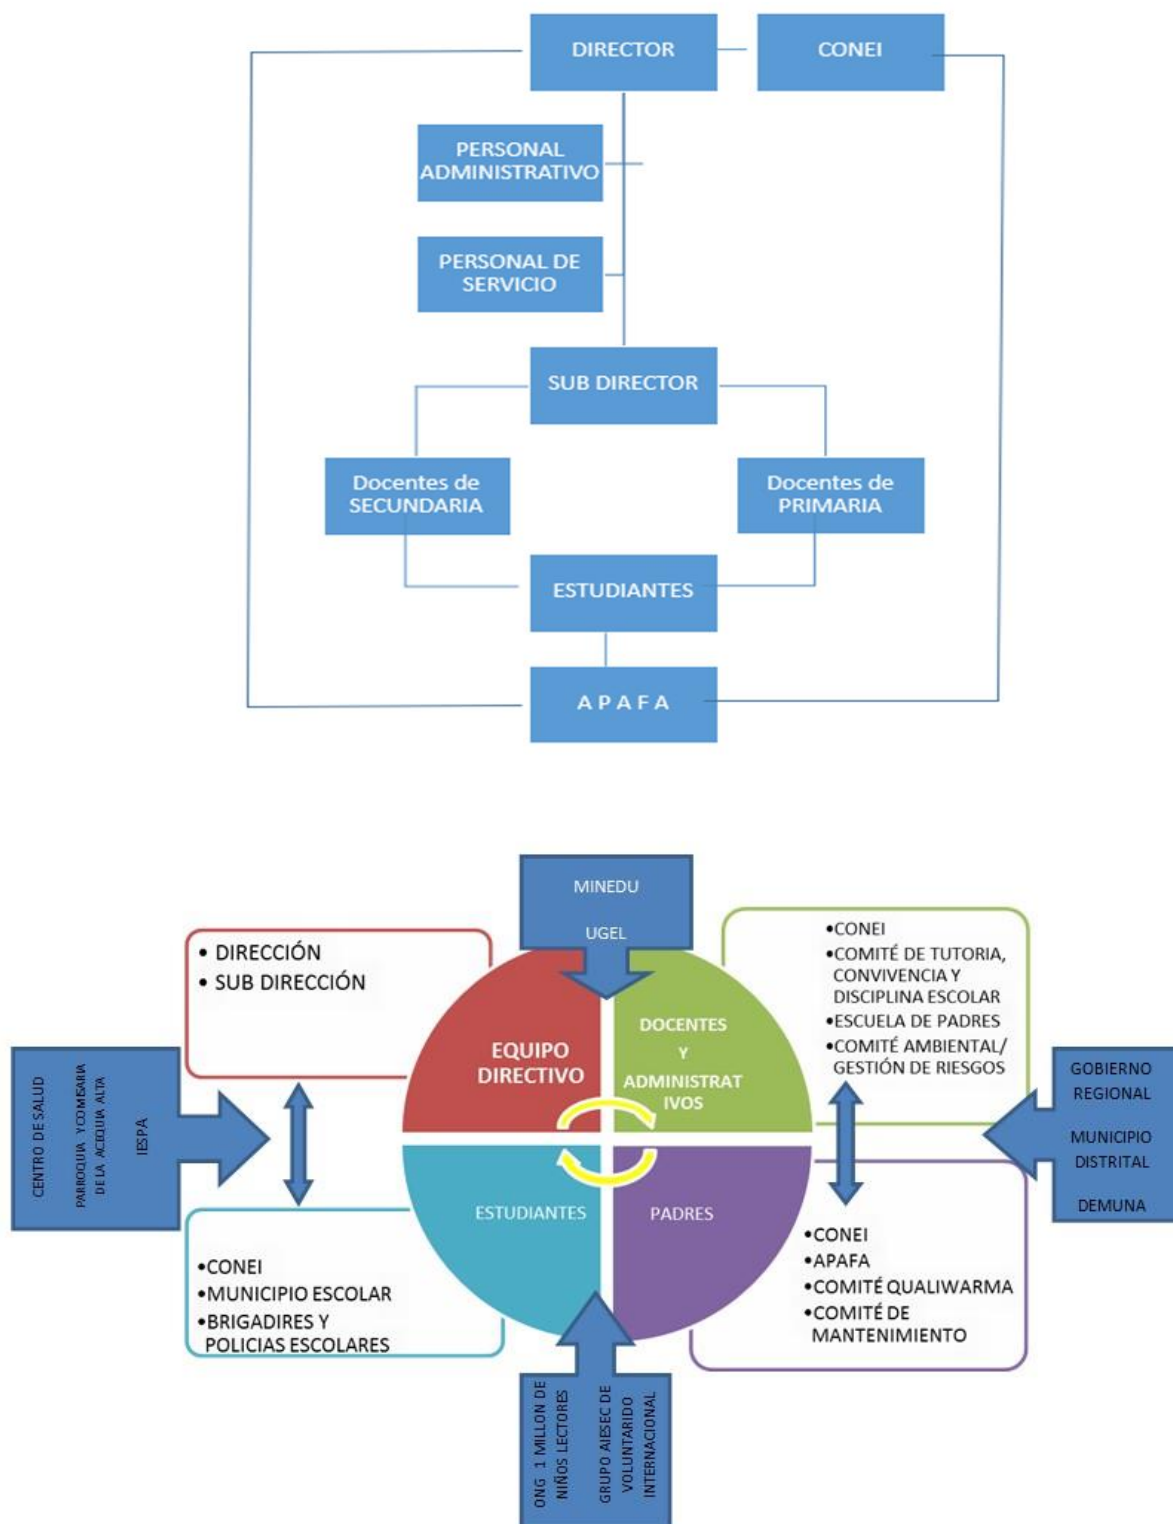 DIRECTOR
CONEI
PERSONAL
ADMINISTRATIVO
PERSONAL DE
SERVICIO
SUB DIRECTOR
Docentes de
SECUNDARIA
Docentes de
PRIMARIA
ESTUDIANTES
A P A F A
MINEDU
UGEL
• DIRECCIÓN
• SUB DIRECCIÓN
•CONEI
•COMITÉ DE TUTORIA,
CONVIVENCIA Y
DISCIPLINA ESCOLAR
•ESCUELA DE PADRES
•COMITÉ AMBIENTAL/
GESTIÓN DE RIESGOS
EQUIPO
DIRECTIVO
DOCENTES
Y
ADMINISTRAT
IVOS
CENTRO DE SALUD
PARROQUIA Y COMISARIA
DE LA ACEQUIA ALTA
IESPA
GOBIERNO
REGIONAL
MUNICIPIO
DISTRITAL
DEMUNA
ESTUDIANTES
PADRES
•CONEI
•MUNICIPIO ESCOLAR
•BRIGADIRES Y
POLICIAS ESCOLARES
•CONEI
•APAFA
•COMITÉ QUALIWARMA
•COMITÉ DE
MANTENIMIENTO
ONG 1 MILLON DE
NIÑOS LECTORES
GRUPO AIESEC DE
VOLUNTARIDO
INTERNACIONAL